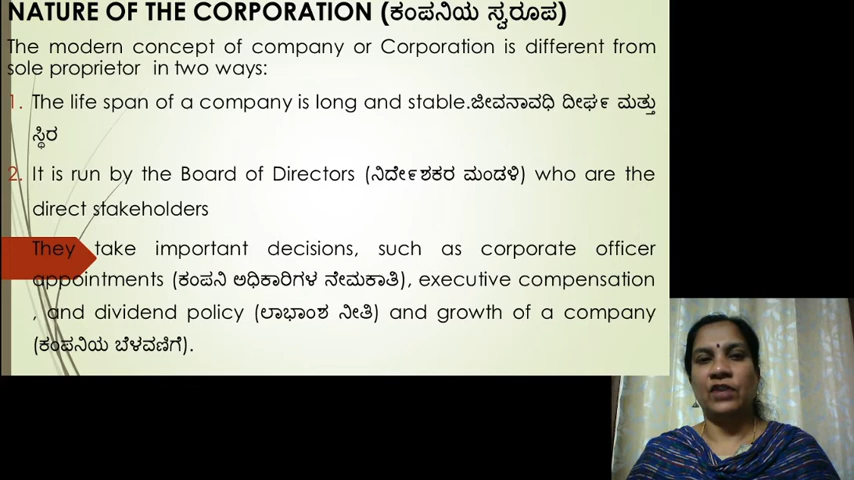 NATURE OF THE CORPORATION (ಕಂಪನಿಯ ಸ್ವರೂಪ)
The modern concept of company or Corporation is different from
sole proprietor in two ways:
1. The life span of a company is long and stable.ಜೀವನಾವಧಿ ದೀರ್ಘ ಮತ್ತು
ಸ್ಥಿರ
2. It is run by the Board of Directors (ನಿರ್ದೇಶಕರ ಮಂಡಳಿ) who are the
direct stakeholders
They take important decisions, such as corporate officer
appointments (ಕಂಪನಿ ಅಧಿಕಾರಿಗಳ ನೇಮಕಾತಿ), executive compensation
, and dividend policy (ಲಾಭಾಂಶ ನೀತಿ) and growth of a company
(ಕಂಪನಿಯ ಬೆಳವಣಿಗೆ).